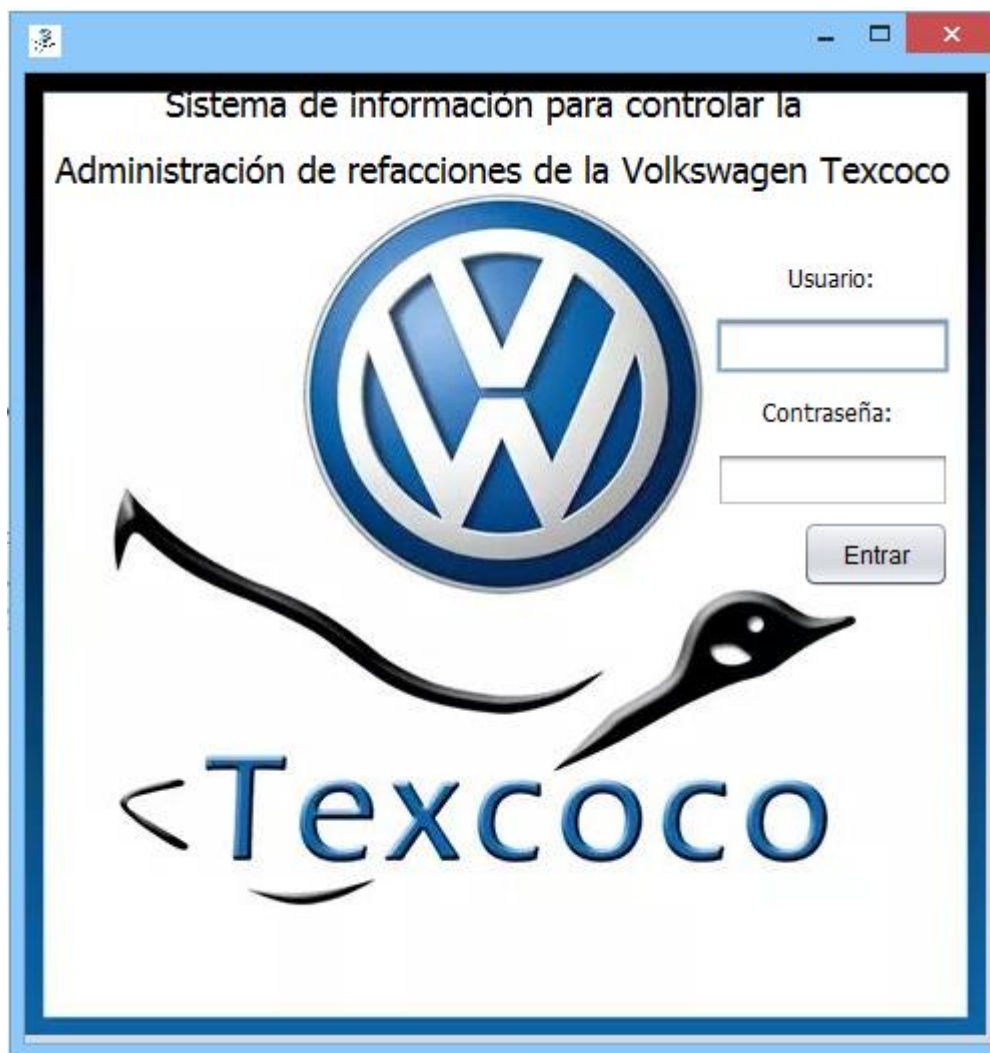 Sistema de información para controlar la
Administración de refacciones de la Volkswagen Texcoco
Usuario:
Contraseña:
Entrar
Texcoco